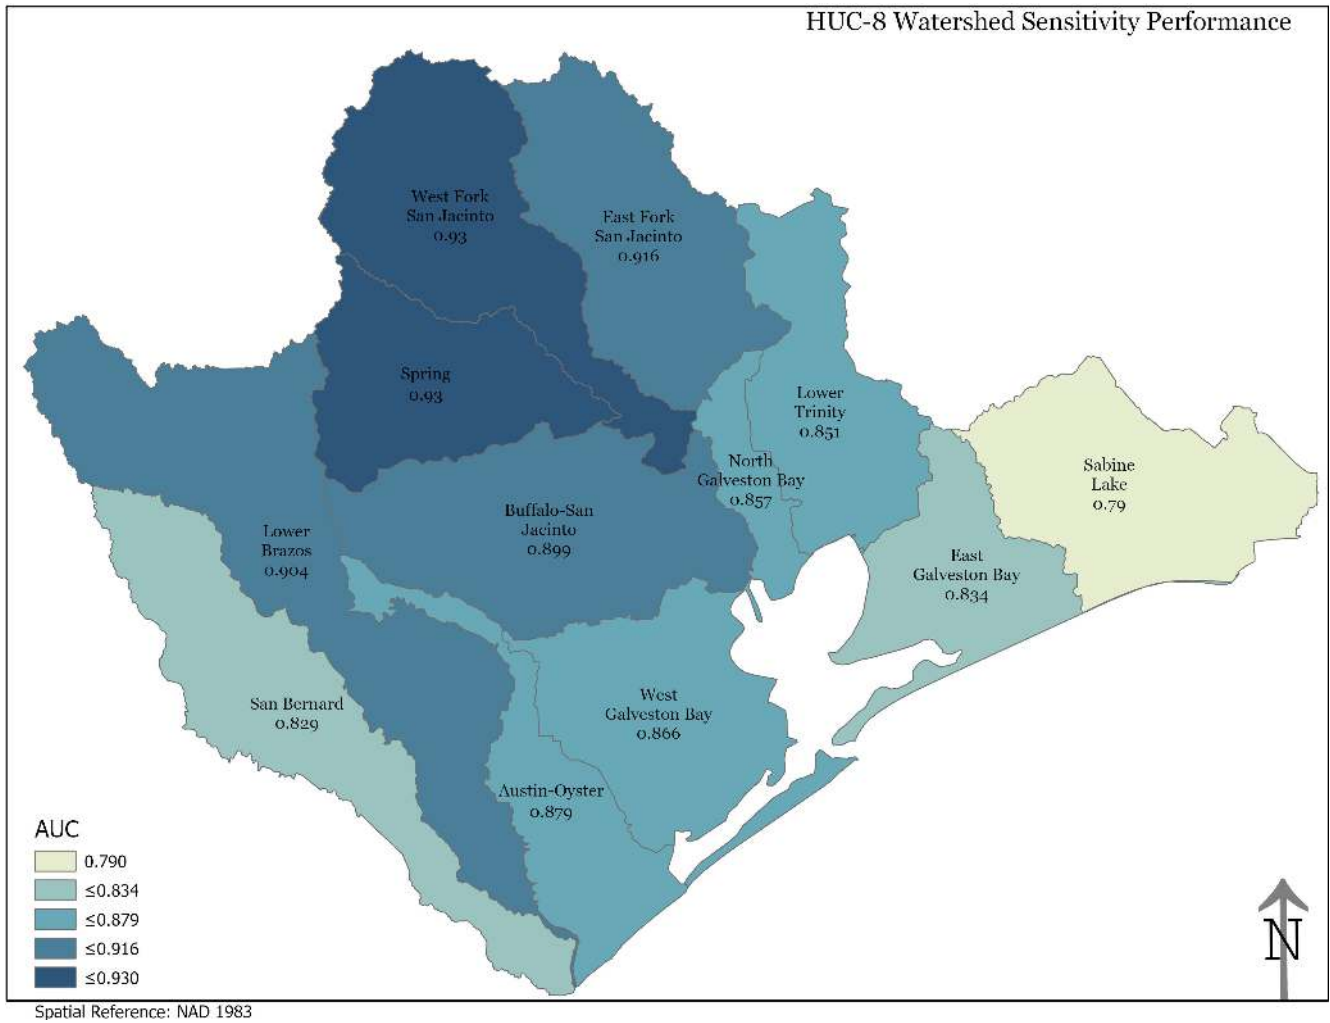 HUC-8 Watershed Sensitivity Performance
West Fork
San Jacinto
0.93
East Fork
San Jacinto
0.916
Spring
0.93
Lower
Trinity
0.851
North
Galveston Bay
0.857
Sabine
Lake
0.79
Buffalo-San
Jacinto
0.899
Lower
Brazos
0.904
East
Galveston Bay
0.834
San Bernard
0.829
West
Galveston Bay
0.866
Austin-Oyster
0.879
AUC
0.790
≤0.834
≤0.879
≤0.916
≤0.930
N
Spatial Reference: NAD 1983